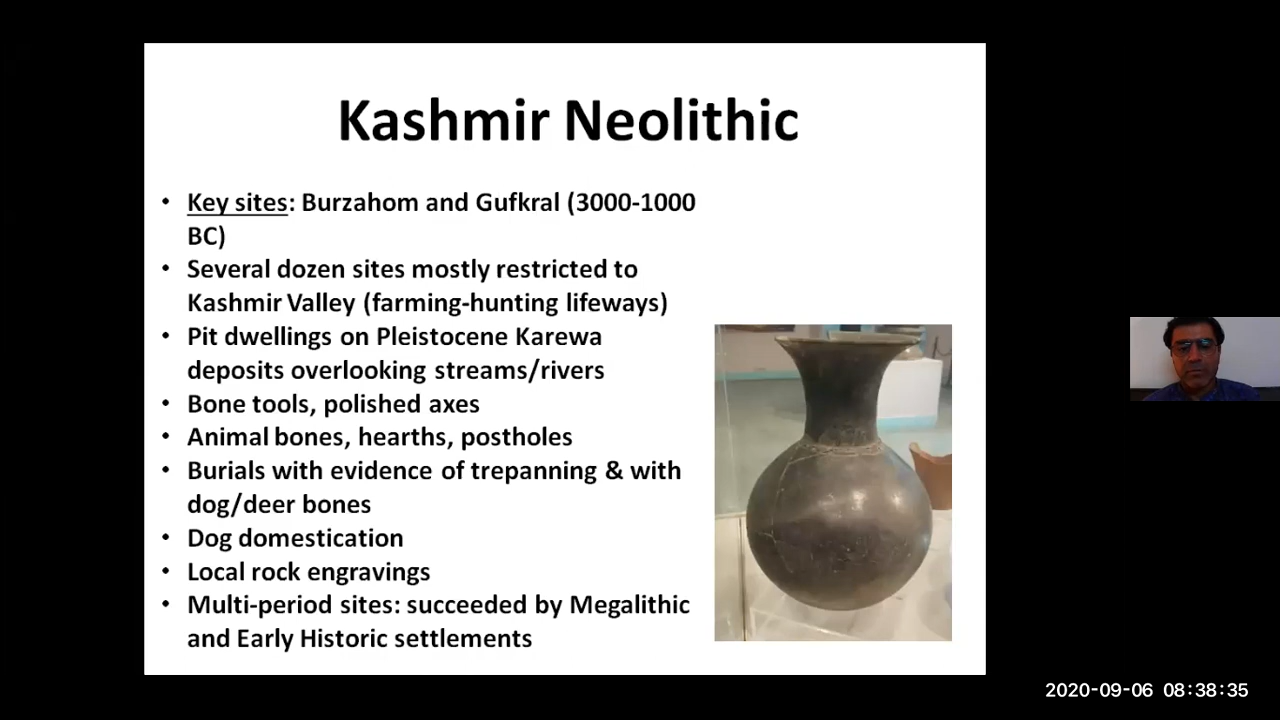 Kashmir Neolithic
• Key sites: Burzahom and Gufkral (3000-1000
BC)
• Several dozen sites mostly restricted to
Kashmir Valley (farming-hunting lifeways)
• Pit dwellings on Pleistocene Karewa
deposits overlooking streams/rivers
• Bone tools, polished axes
• Animal bones, hearths, postholes
• Burials with evidence of trepanning & with
dog/deer bones
• Dog domestication
• Local rock engravings
• Multi-period sites: succeeded by Megalithic
and Early Historic settlements
2020-09-06 08:38:35